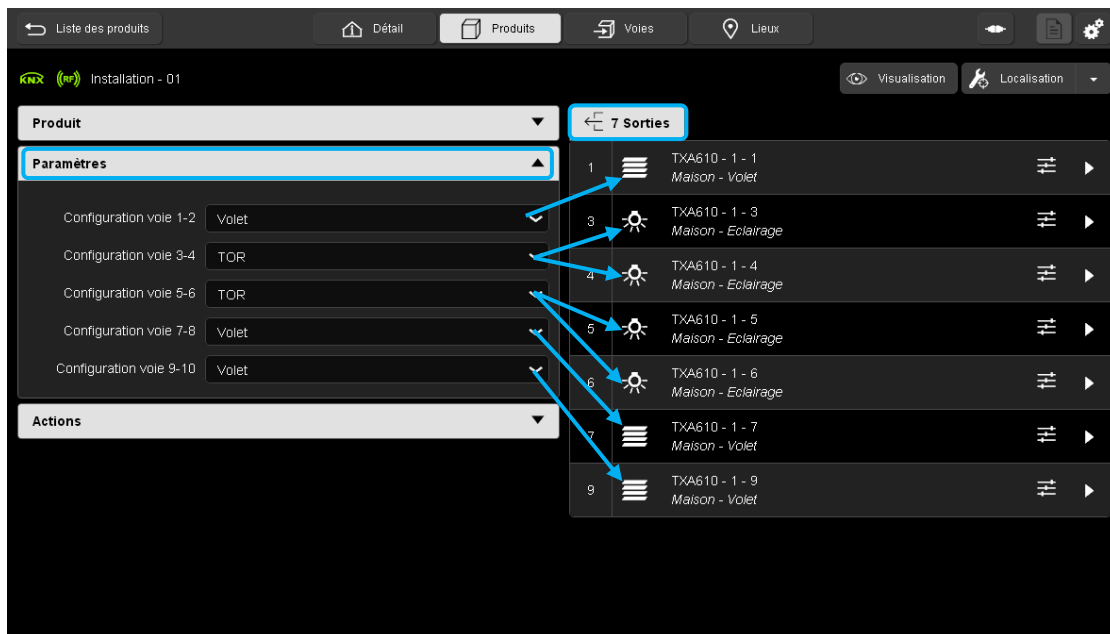 Liste des produits
Détail
Produits
Voies
Lieux
KNX ((RF)) Installation - 01
Visualisation
Localisation
Produit
Paramètres
Configuration voie 1-2 Volet
Configuration voie 3-4 TOR
Configuration voie 5-6 TOR
Configuration voie 7-8 Volet
Configuration voie 9-10 Volet
Actions
7 Sorties
1 TXA610 - 1 - 1
Maison - Volet
3 TXA610 - 1 - 3
Maison - Eclairage
4 TXA610 - 1 - 4
Maison - Eclairage
5 TXA610 - 1 - 5
Maison - Eclairage
6 TXA610 - 1 - 6
Maison - Eclairage
7 TXA610 - 1 - 7
Maison - Volet
9 TXA610 - 1 - 9
Maison - Volet